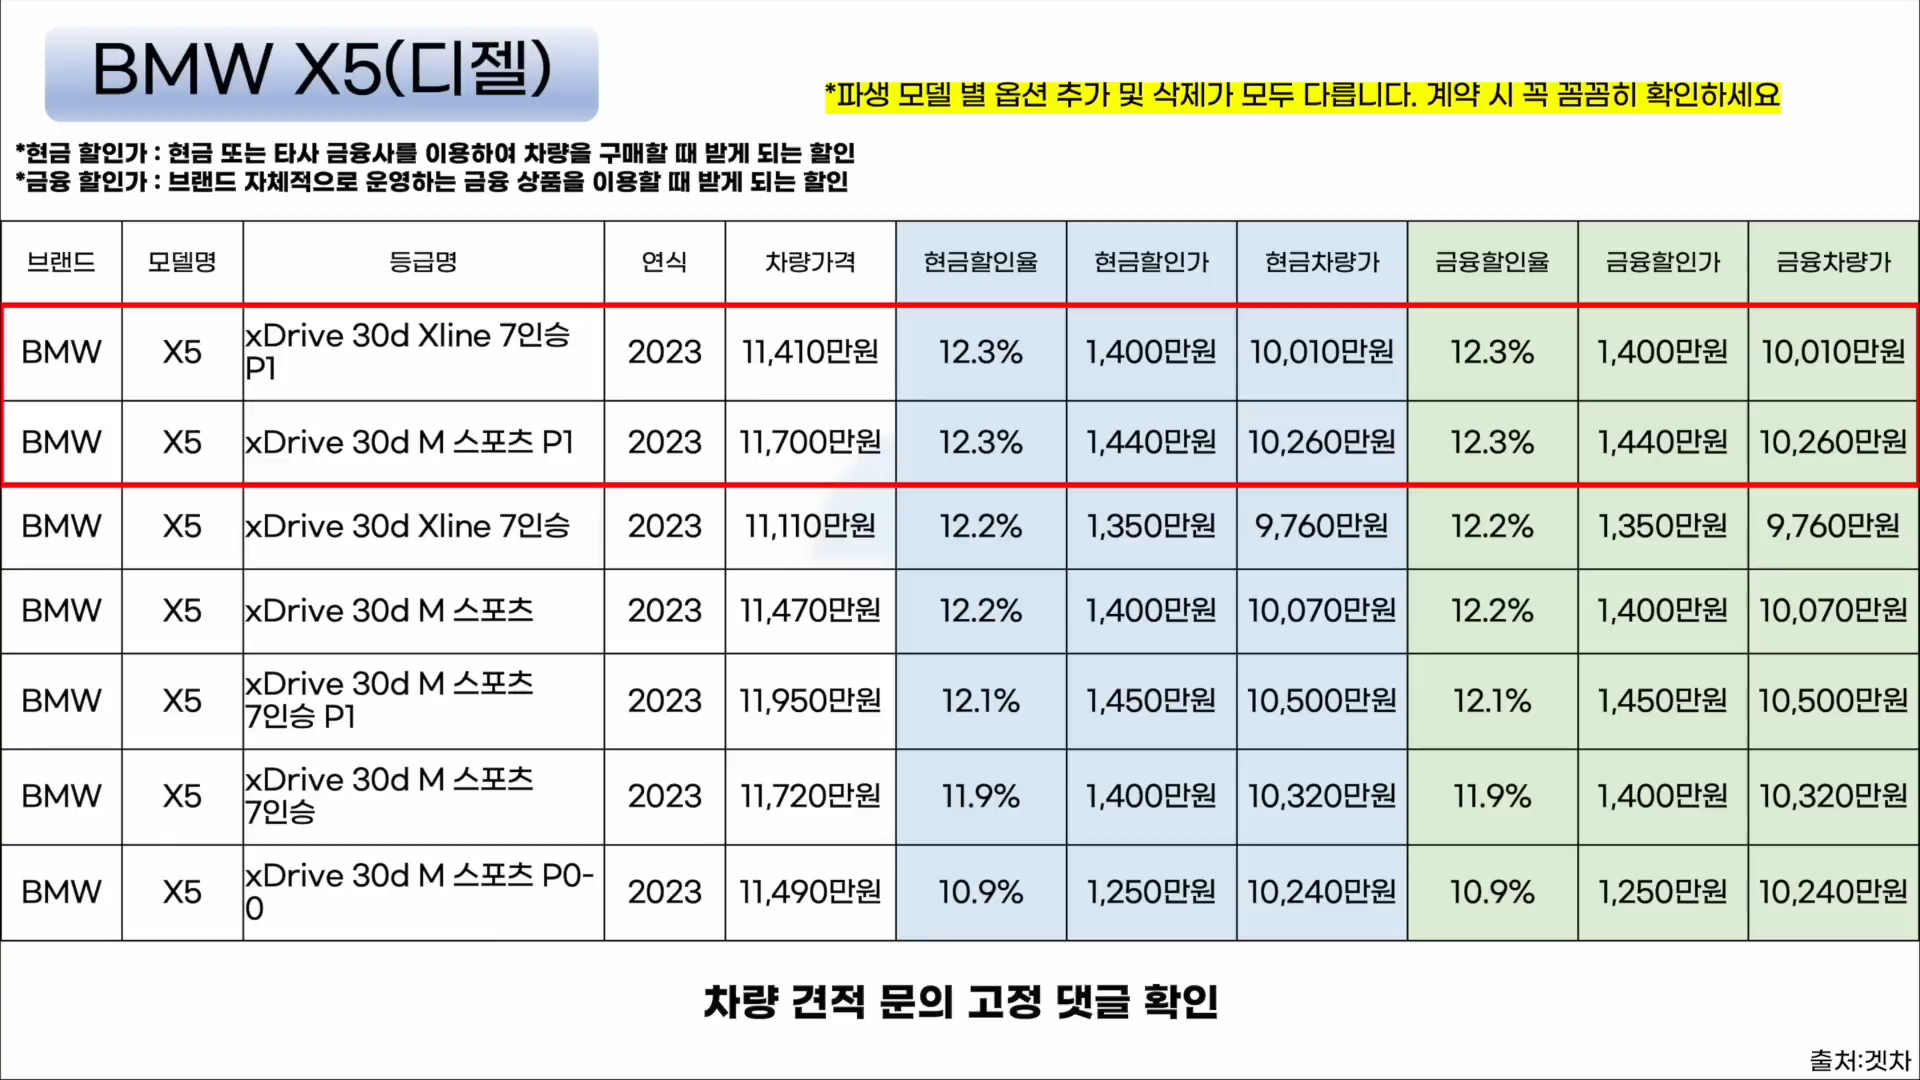 BMW X5(디젤)
*파생 모델 별 옵션 추가 및 삭제가 모두 다릅니다. 계약 시 꼭 꼼꼼히 확인하세요
*현금 할인가 : 현금 또는 타사 금융사를 이용하여 차량을 구매할 때 받게 되는 할인
*금융 할인가 : 브랜드 자체적으로 운영하는 금융 상품을 이용할 때 받게 되는 할인
브랜드 모델명 등급명 연식 차량가격 현금할인율 현금할인가 현금차량가 금융할인율 금융할인가 금융차량가
BMW X5 xDrive 30d Xline 7인승 P1 2023 11,410만원 12.3% 1,400만원 10,010만원 12.3% 1,400만원 10,010만원
BMW X5 xDrive 30d M 스포츠 P1 2023 11,700만원 12.3% 1,440만원 10,260만원 12.3% 1,440만원 10,260만원
BMW X5 xDrive 30d Xline 7인승 2023 11,110만원 12.2% 1,350만원 9,760만원 12.2% 1,350만원 9,760만원
BMW X5 xDrive 30d M 스포츠 2023 11,470만원 12.2% 1,400만원 10,070만원 12.2% 1,400만원 10,070만원
BMW X5 xDrive 30d M 스포츠 7인승 P1 2023 11,950만원 12.1% 1,450만원 10,500만원 12.1% 1,450만원 10,500만원
BMW X5 xDrive 30d M 스포츠 7인승 2023 11,720만원 11.9% 1,400만원 10,320만원 11.9% 1,400만원 10,320만원
BMW X5 xDrive 30d M 스포츠 P0-0 2023 11,490만원 10.9% 1,250만원 10,240만원 10.9% 1,250만원 10,240만원
차량 견적 문의 고정 댓글 확인
출처:겟차